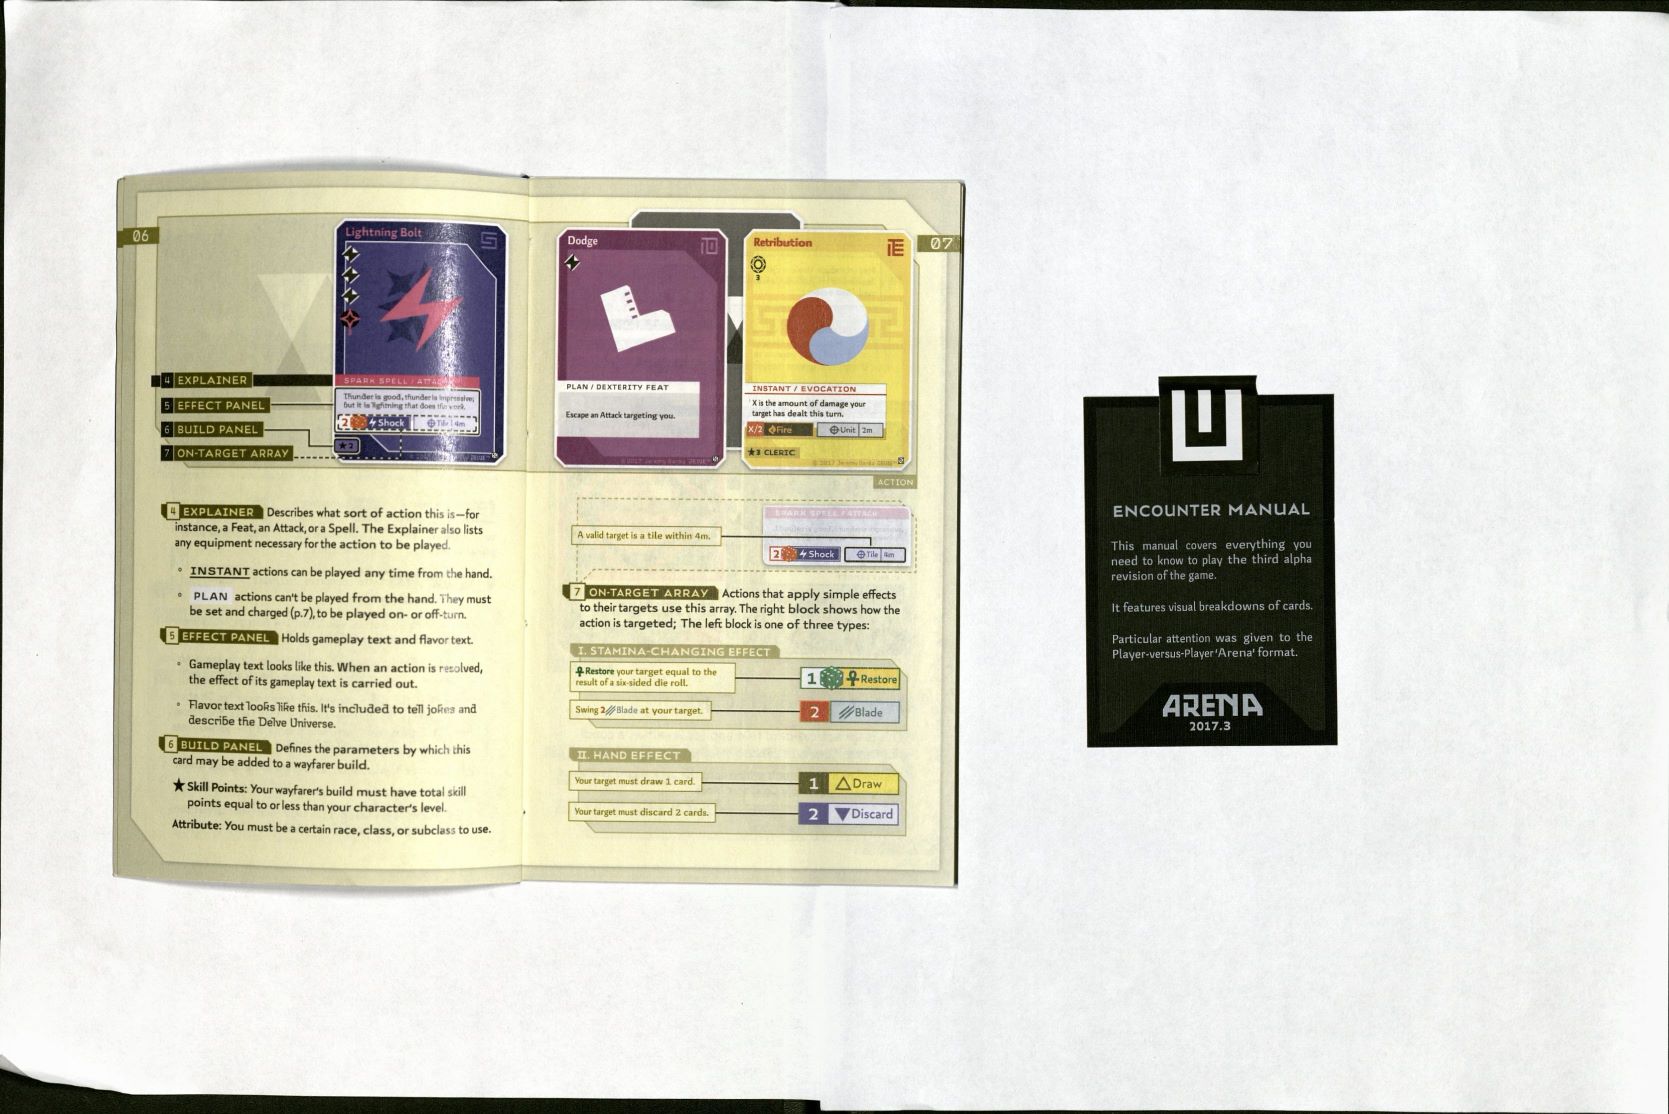 06
Lightning Bolt
SPARK SPELL / ATTACK
Thunder is good, thunder is impressive;
but it is lightning that does the work.
2 Shock Tile 4m
★2
4 EXPLAINER
5 EFFECT PANEL
6 BUILD PANEL
7 ON-TARGET ARRAY
4 EXPLAINER Describes what sort of action this is—for
instance, a Feat, an Attack, or a Spell. The Explainer also lists
any equipment necessary for the action to be played.
° INSTANT actions can be played any time from the hand.
° PLAN actions can't be played from the hand. They must
be set and charged (p.7), to be played on- or off-turn.
5 EFFECT PANEL Holds gameplay text and flavor text.
° Gameplay text looks like this. When an action is resolved,
the effect of its gameplay text is carried out.
° Flavor text looks like this. It's included to tell jokes and
describe the Delve Universe.
6 BUILD PANEL Defines the parameters by which this
card may be added to a wayfarer build.
★ Skill Points: Your wayfarer's build must have total skill
points equal to or less than your character's level.
Attribute: You must be a certain race, class, or subclass to use.
07
Dodge
PLAN / DEXTERITY FEAT
Escape an Attack targeting you.
Retribution
3
INSTANT / EVOCATION
X is the amount of damage your
target has dealt this turn.
X/2 Fire Unit 2m
★3 CLERIC
ACTION
A valid target is a tile within 4m.
SPARK SPELL / ATTACK
2 Shock Tile 4m
7 ON-TARGET ARRAY Actions that apply simple effects
to their targets use this array. The right block shows how the
action is targeted; The left block is one of three types:
I. STAMINA-CHANGING EFFECT
Restore your target equal to the
result of a six-sided die roll.
1 Restore
Swing 2 Blade at your target.
2 Blade
II. HAND EFFECT
Your target must draw 1 card.
1 △Draw
Your target must discard 2 cards.
2 ▼Discard
ENCOUNTER MANUAL
This manual covers everything you
need to know to play the third alpha
revision of the game.
It features visual breakdowns of cards.
Particular attention was given to the
Player-versus-Player 'Arena' format.
ARENA
2017.3